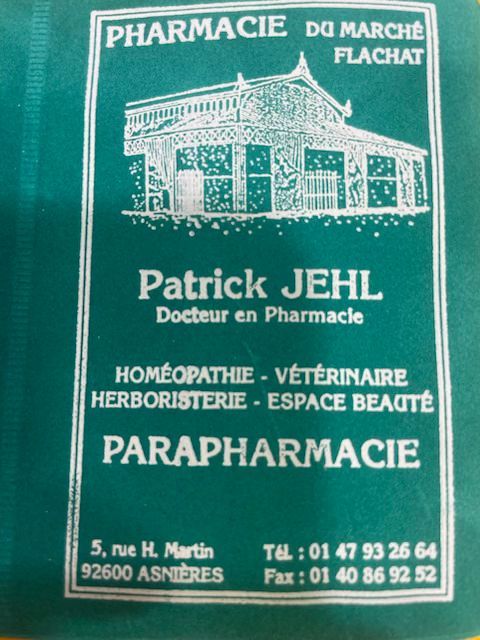 PHARMACIE DU MARCHÉ
FLACHAT
Patrick JEHL
Docteur en Pharmacie
HOMÉOPATHIE - VÉTÉRINAIRE
HERBORISTERIE - ESPACE BEAUTÉ
PARAPHARMACIE
5, rue H. Martin Tél. : 01 47 93 26 64
92600 ASNIÈRES Fax : 01 40 86 92 52